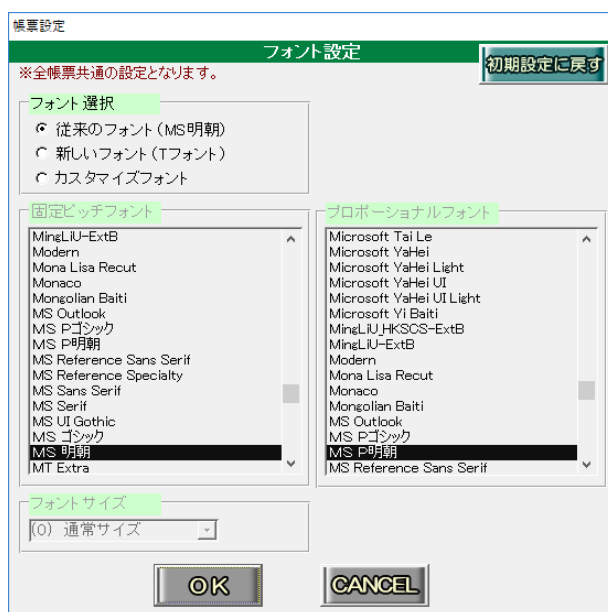 帳票設定
フォント設定
初期設定に戻す
※全帳票共通の設定となります。
フォント選択
従来のフォント(MS明朝)
新しいフォント(Tフォント)
カスタマイズフォント
固定ピッチフォント
MingLiU-ExtB
Modern
Mona Lisa Recut
Monaco
Mongolian Baiti
MS Outlook
MS Pゴシック
MS P明朝
MS Reference Sans Serif
MS Reference Specialty
MS Sans Serif
MS Serif
MS UI Gothic
MS ゴシック
MS 明朝
MT Extra
プロポーショナルフォント
Microsoft Tai Le
Microsoft YaHei
Microsoft YaHei Light
Microsoft YaHei UI
Microsoft YaHei UI Light
Microsoft Yi Baiti
MingLiU_HKSCS-ExtB
MingLiU-ExtB
Modern
Mona Lisa Recut
Monaco
Mongolian Baiti
MS Outlook
MS Pゴシック
MS P明朝
MS Reference Sans Serif
フォントサイズ
(0) 通常サイズ
OK
CANCEL